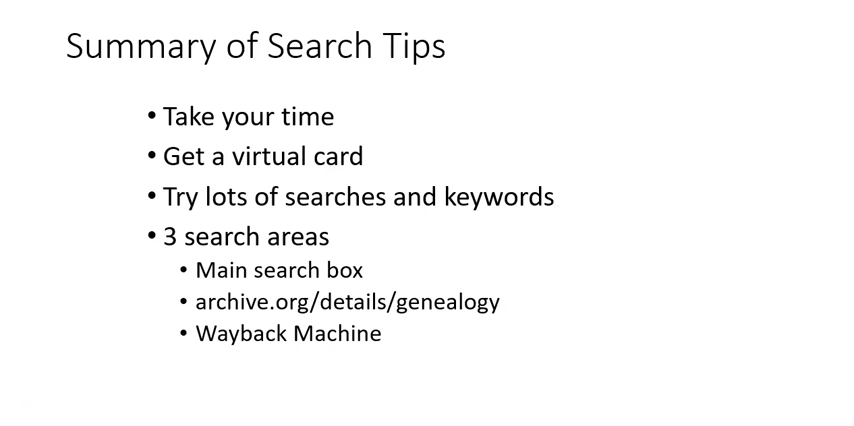 Summary of Search Tips
• Take your time
• Get a virtual card
• Try lots of searches and keywords
• 3 search areas
• Main search box
• archive.org/details/genealogy
• Wayback Machine